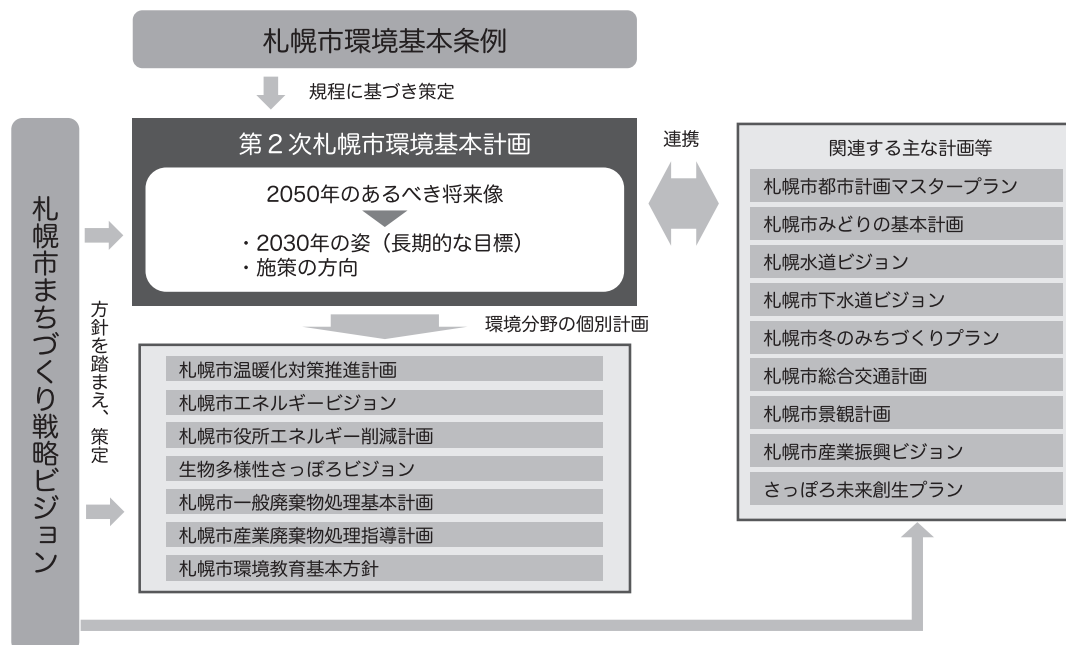 札幌市環境基本条例
規程に基づき策定
札幌市まちづくり戦略ビジョン
方針を踏まえ、策定
第2次札幌市環境基本計画
2050年のあるべき将来像
・2030年の姿（長期的な目標）
・施策の方向
連携
環境分野の個別計画
札幌市温暖化対策推進計画
札幌市エネルギービジョン
札幌市役所エネルギー削減計画
生物多様性さっぽろビジョン
札幌市一般廃棄物処理基本計画
札幌市産業廃棄物処理指導計画
札幌市環境教育基本方針
関連する主な計画等
札幌市都市計画マスタープラン
札幌市みどりの基本計画
札幌水道ビジョン
札幌市下水道ビジョン
札幌市冬のみちづくりプラン
札幌市総合交通計画
札幌市景観計画
札幌市産業振興ビジョン
さっぽろ未来創生プラン